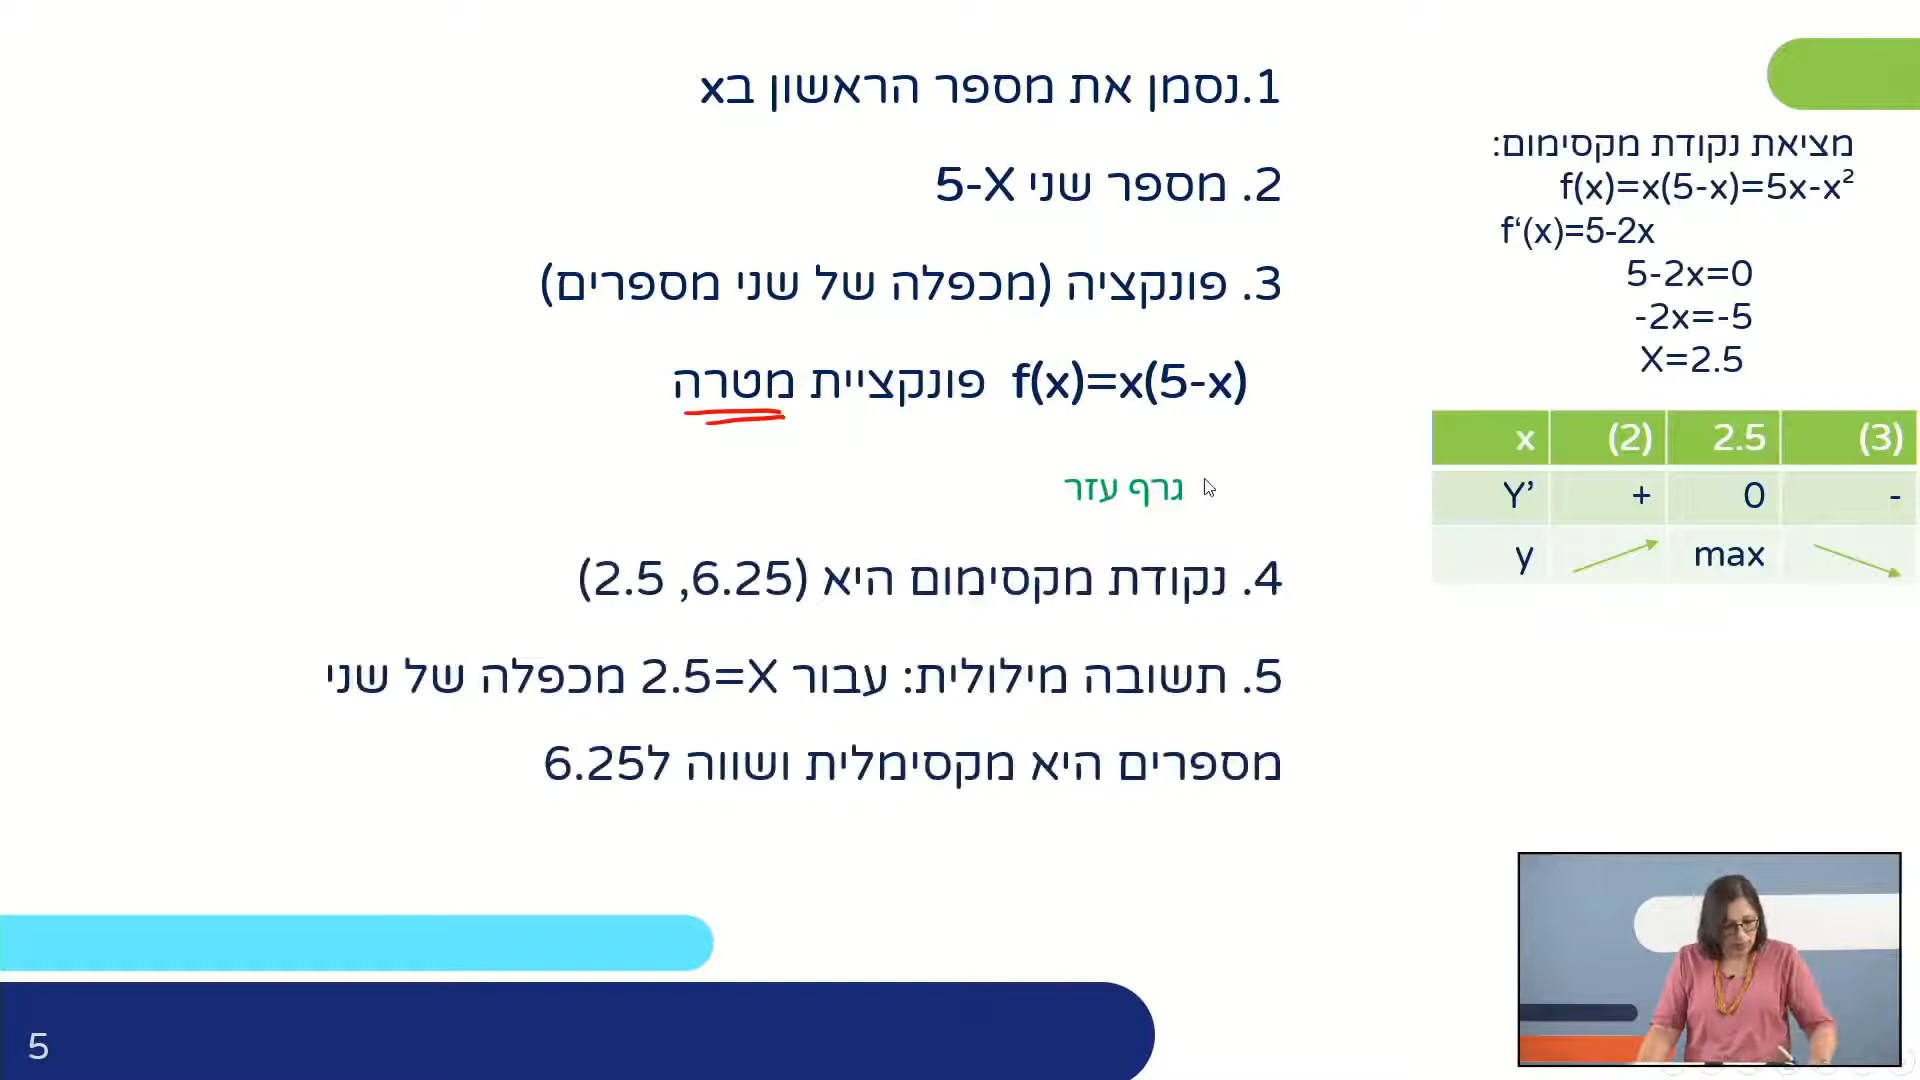 1.נסמן את מספר הראשון בx
2. מספר שני 5-X
3. פונקציה (מכפלה של שני מספרים)
f(x)=x(5-x) פונקציית מטרה
גרף עזר
4. נקודת מקסימום היא (2.5 ,6.25)
5. תשובה מילולית: עבור X=2.5 מכפלה של שני
מספרים היא מקסימלית ושווה ל6.25
מציאת נקודת מקסימום:
f(x)=x(5-x)=5x-x²
f‘(x)=5-2x
5-2x=0
-2x=-5
X=2.5
x (2) 2.5 (3)
Y’ + 0 -
y max
5